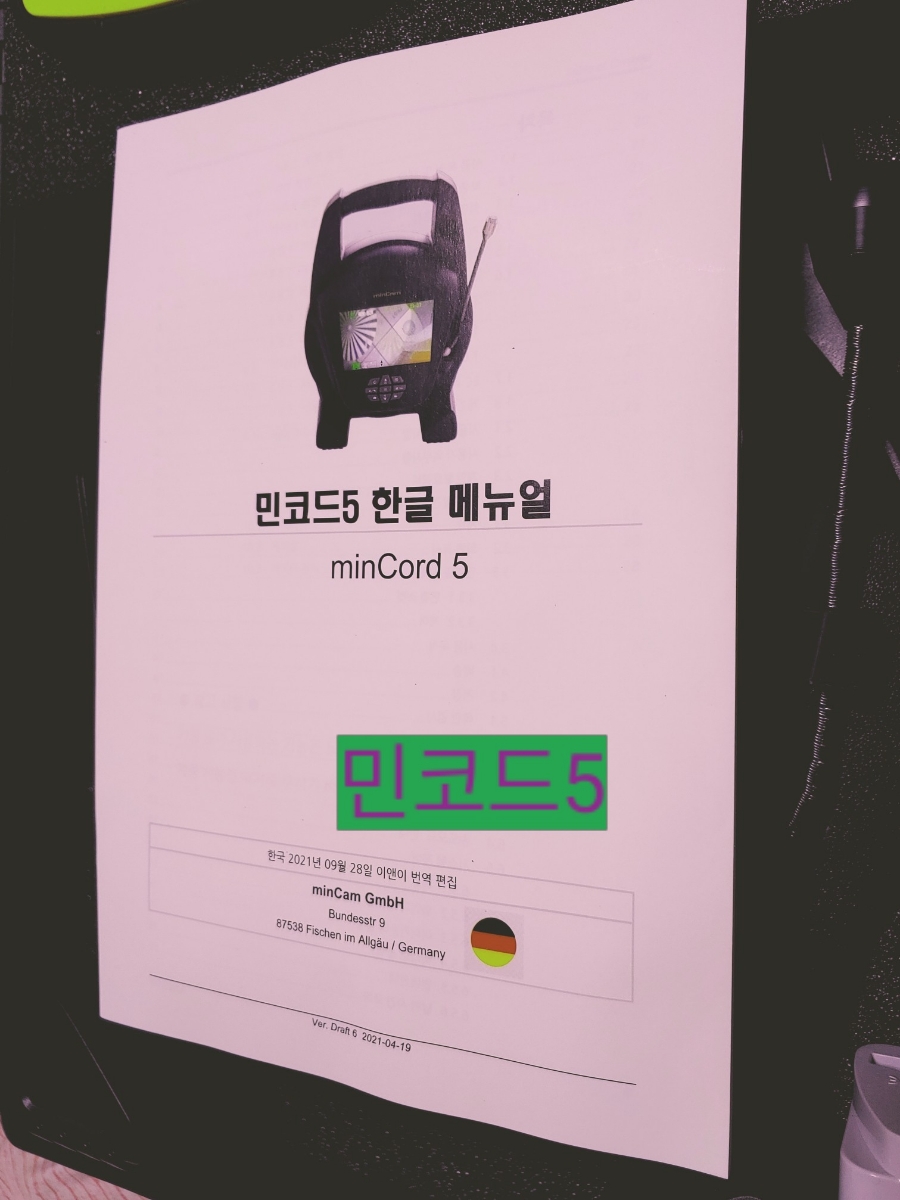 minCam
민코드5 한글 메뉴얼
minCord 5
민코드5
한국 2021년 09월 28일 이앤이 번역 편집
minCam GmbH
Bundesstr 9
87538 Fischen im Allgäu / Germany
Ver. Draft 6 2021-04-19